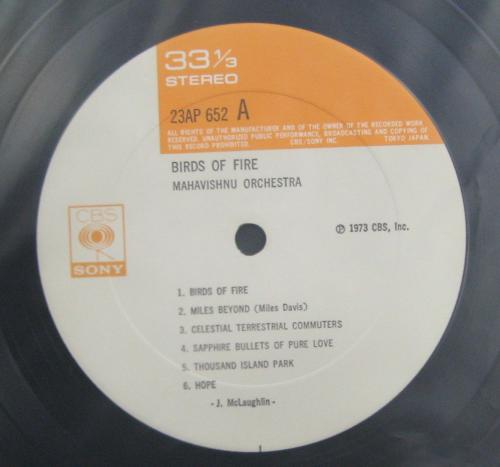 33 1/3
STEREO
23AP 652 A
ALL RIGHTS OF THE MANUFACTURER AND OF THE OWNER OF THE RECORDED WORK
RESERVED. UNAUTHORIZED PUBLIC PERFORMANCE, BROADCASTING AND COPYING OF
THIS RECORD PROHIBITED. CBS/SONY INC. TOKYO JAPAN.
BIRDS OF FIRE
MAHAVISHNU ORCHESTRA
℗ 1973 CBS, Inc.
CBS
SONY
1. BIRDS OF FIRE
2. MILES BEYOND (Miles Davis)
3. CELESTIAL TERRESTRIAL COMMUTERS
4. SAPPHIRE BULLETS OF PURE LOVE
5. THOUSAND ISLAND PARK
6. HOPE
- J. McLaughlin -